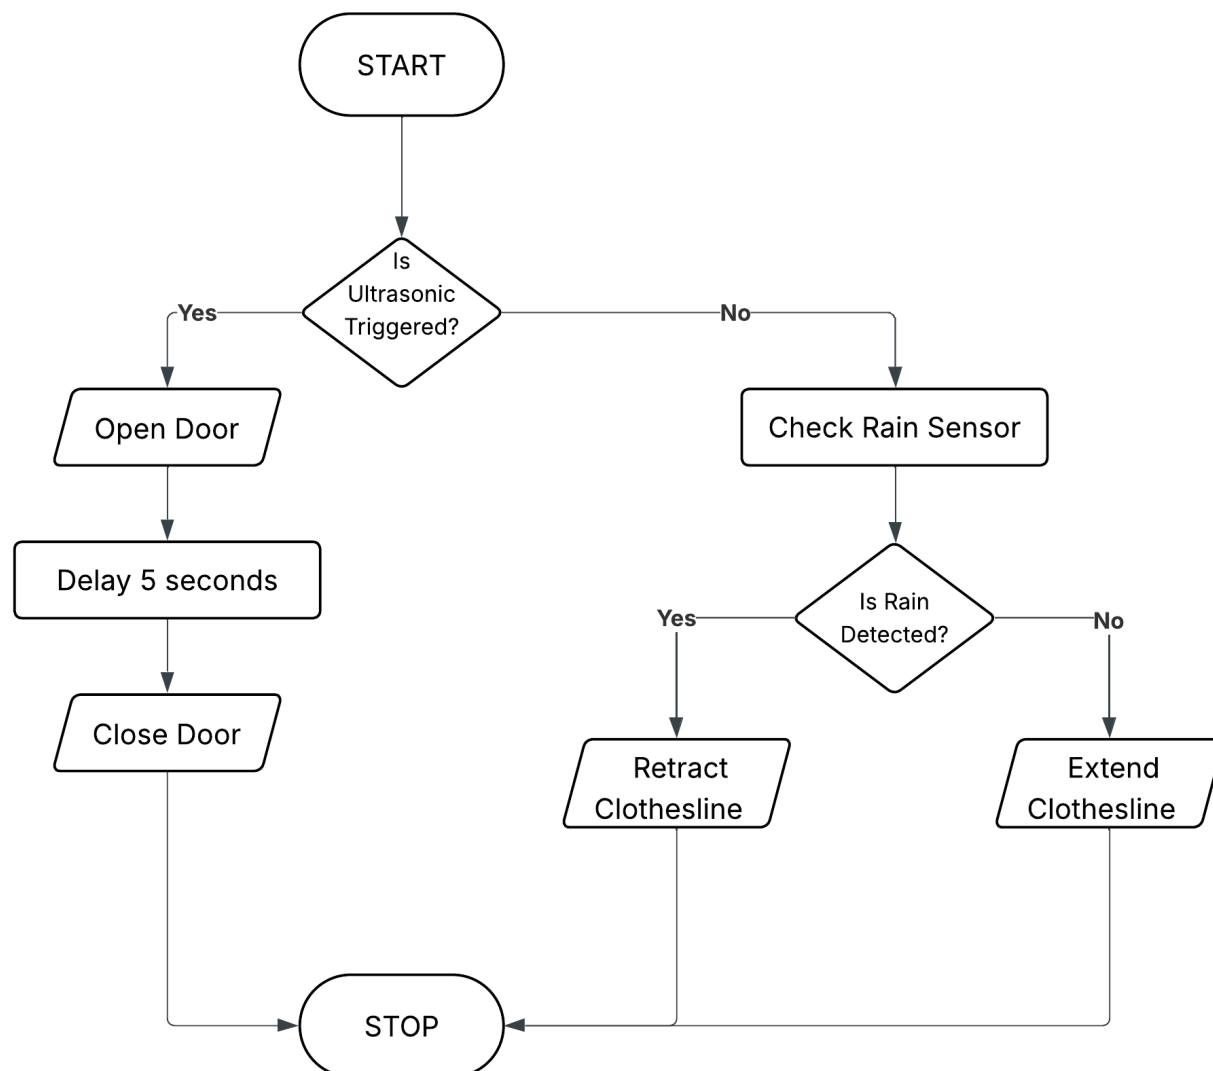 START
Is
Ultrasonic
Triggered?
Yes
No
Open Door
Check Rain Sensor
Delay 5 seconds
Is Rain
Detected?
Yes
No
Close Door
Retract
Clothesline
Extend
Clothesline
STOP